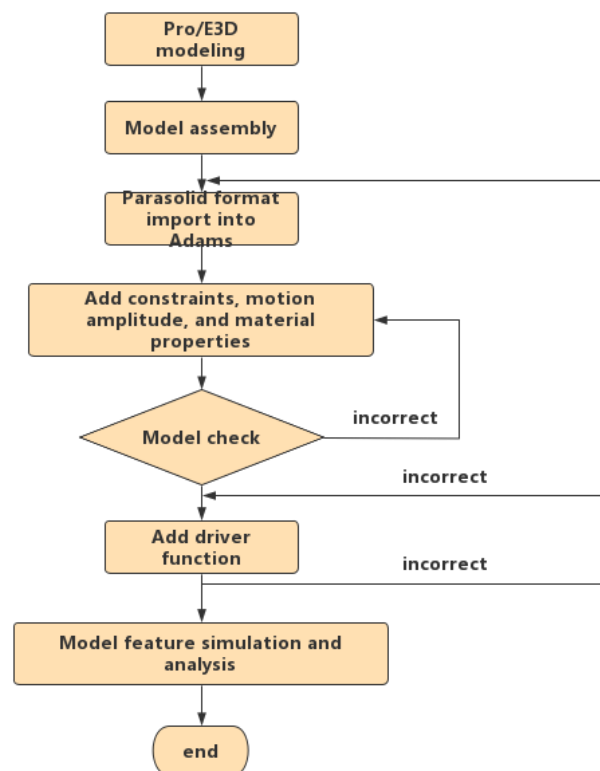 Pro/E3D
modeling
Model assembly
Parasolid format
import into
Adams
Add constraints, motion
amplitude, and material
properties
Model check
incorrect
incorrect
Add driver
function
incorrect
Model feature simulation and
analysis
end